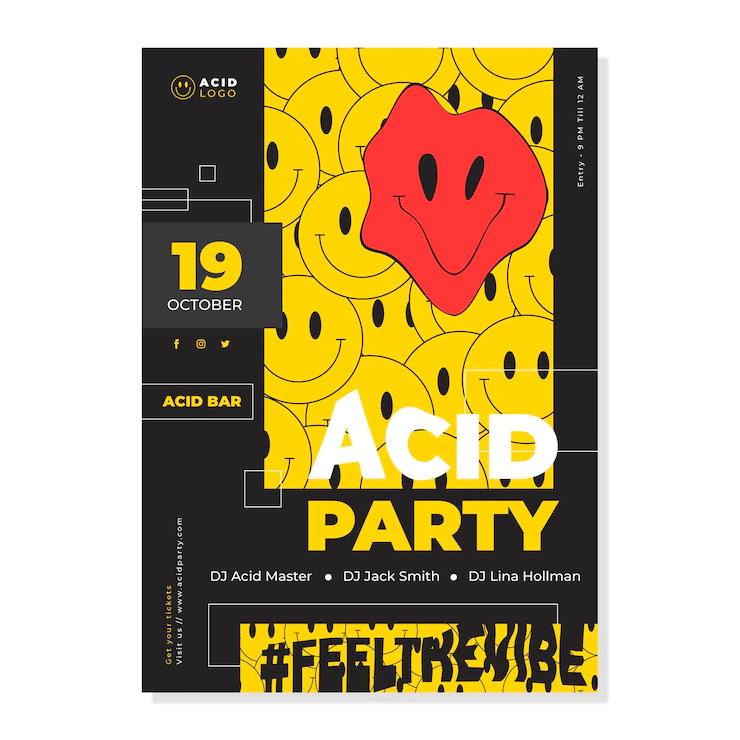 ACID
LOGO
Entry - 9 PM Till 12 AM
19
OCTOBER
ACID BAR
ACID
PARTY
DJ Acid Master ● DJ Jack Smith ● DJ Lina Hollman
Get your tickets
Visit us // www.acidparty.com
#FEELTHEVIBE